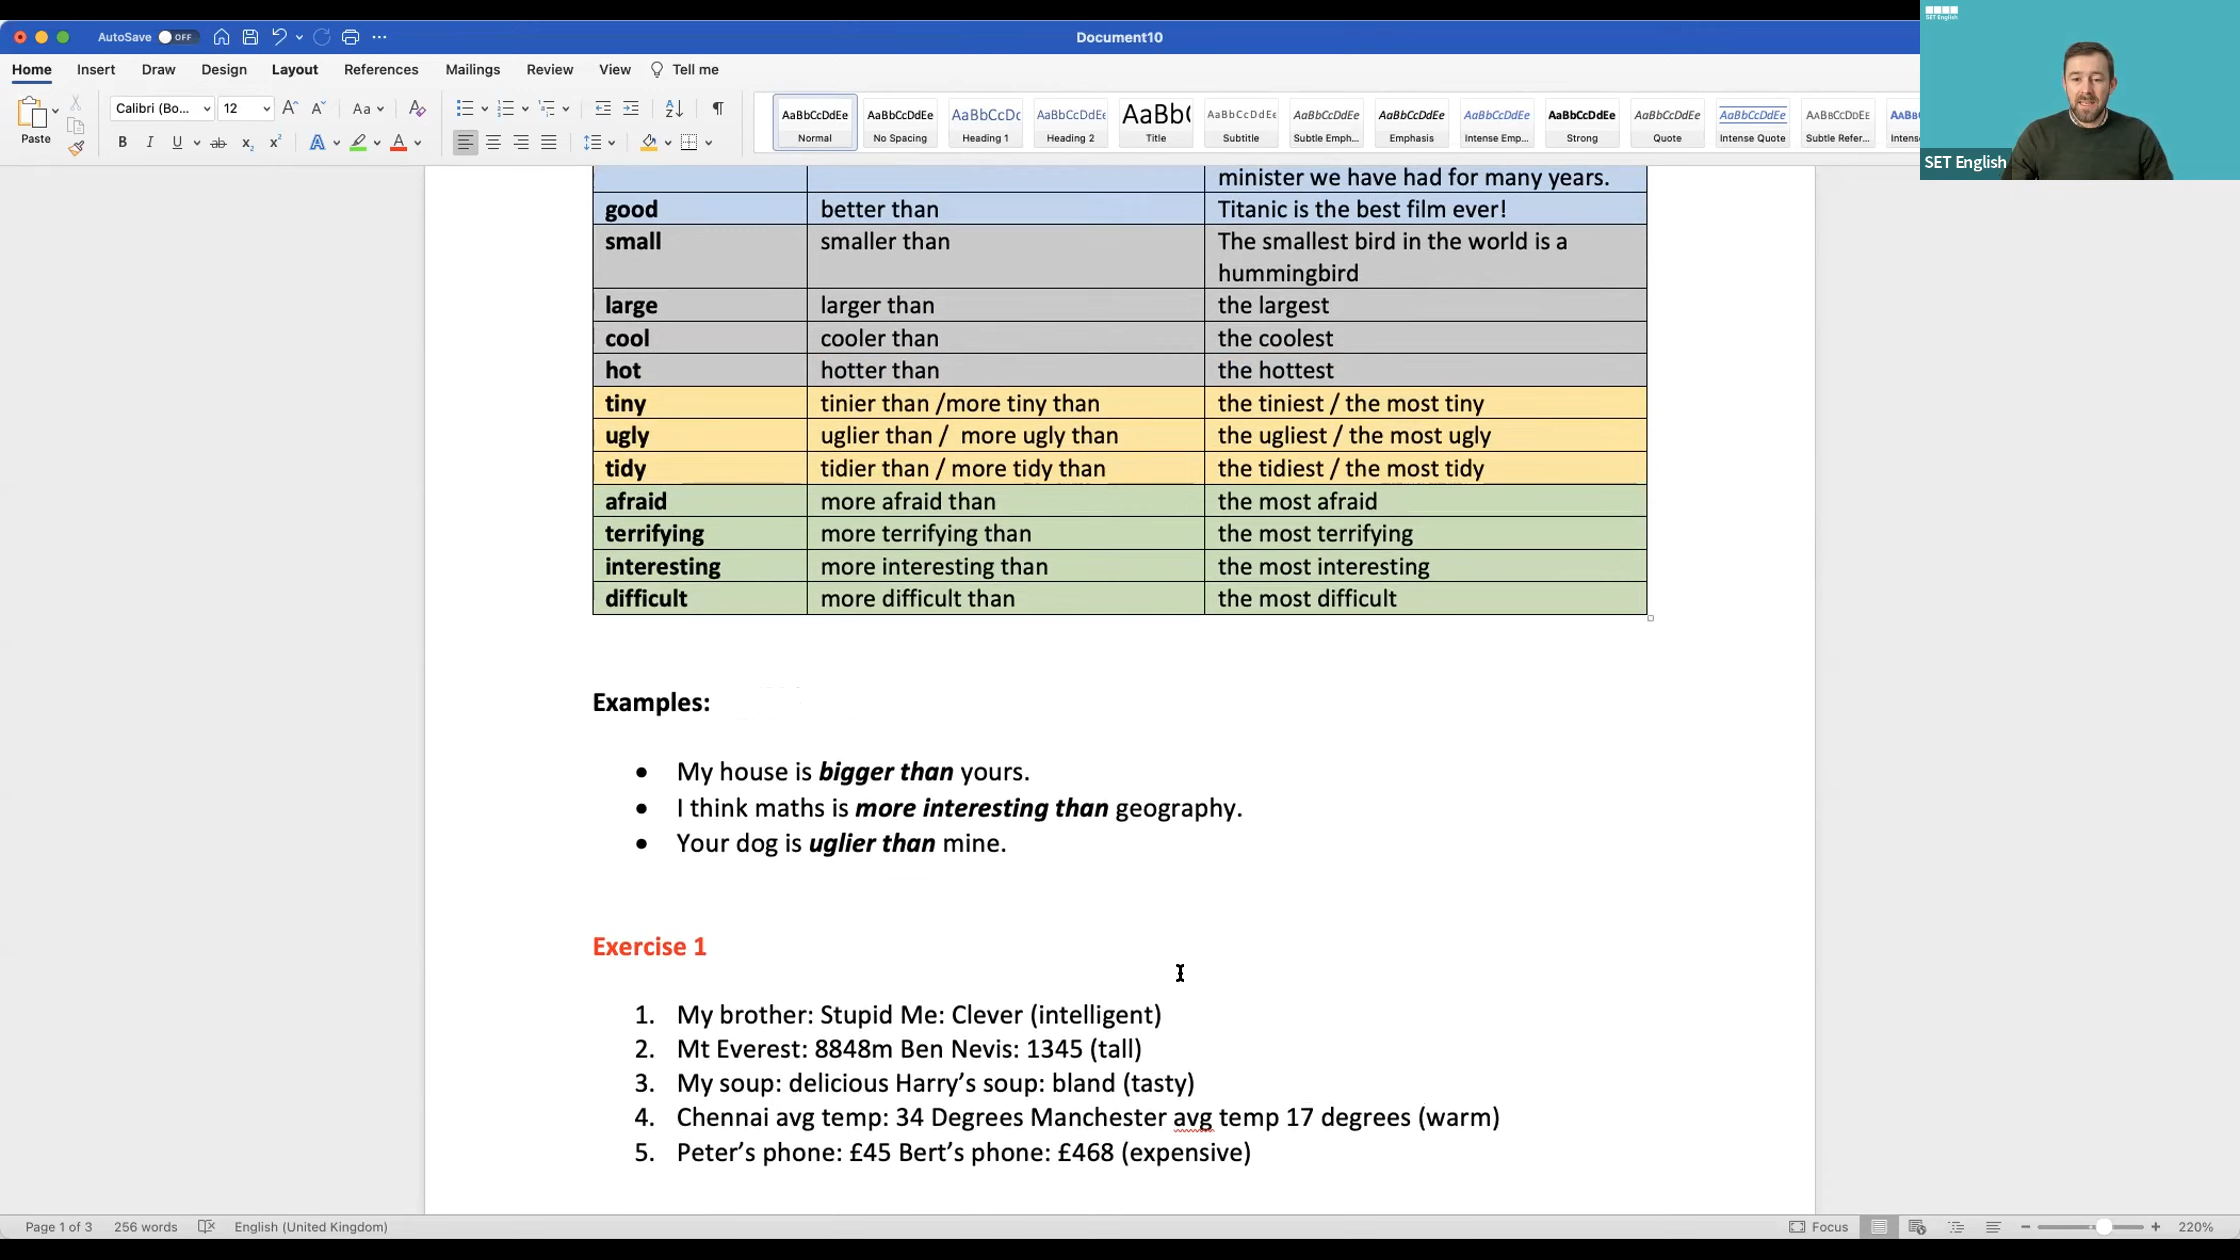 AutoSave OFF
Document10
SET English
Home Insert Draw Design Layout References Mailings Review View Tell me
Calibri (Bo... 12
Paste
AaBbCcDdEe AaBbCcDdEe AaBbCcDc AaBbCcDdEe AaBb( AaBbCcDdEe AaBbCcDdEe AaBbCcDdEe AaBbCcDdEe AaBbCcDdEe AaBbCcDdEe AaBbCcDdEe AaBbCcDdEe AaBb
Normal No Spacing Heading 1 Heading 2 Title Subtitle Subtle Emph... Emphasis Intense Emp... Strong Quote Intense Quote Subtle Refer... Intens
SET English
minister we have had for many years.
good better than Titanic is the best film ever!
small smaller than The smallest bird in the world is a
hummingbird
large larger than the largest
cool cooler than the coolest
hot hotter than the hottest
tiny tinier than /more tiny than the tiniest / the most tiny
ugly uglier than / more ugly than the ugliest / the most ugly
tidy tidier than / more tidy than the tidiest / the most tidy
afraid more afraid than the most afraid
terrifying more terrifying than the most terrifying
interesting more interesting than the most interesting
difficult more difficult than the most difficult
Examples:
• My house is bigger than yours.
• I think maths is more interesting than geography.
• Your dog is uglier than mine.
Exercise 1
1. My brother: Stupid Me: Clever (intelligent)
2. Mt Everest: 8848m Ben Nevis: 1345 (tall)
3. My soup: delicious Harry’s soup: bland (tasty)
4. Chennai avg temp: 34 Degrees Manchester avg temp 17 degrees (warm)
5. Peter’s phone: £45 Bert’s phone: £468 (expensive)
Page 1 of 3 256 words English (United Kingdom) Focus 220%